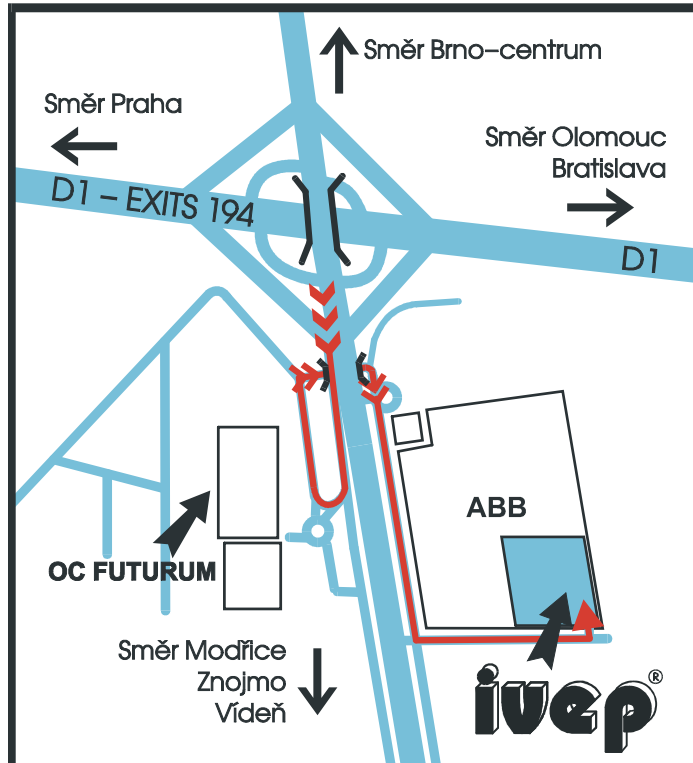 Směr Brno–centrum
Směr Praha
Směr Olomouc
Bratislava
D1 – EXITS 194
D1
ABB
OC FUTURUM
Směr Modřice
Znojmo
Vídeň
ivep®